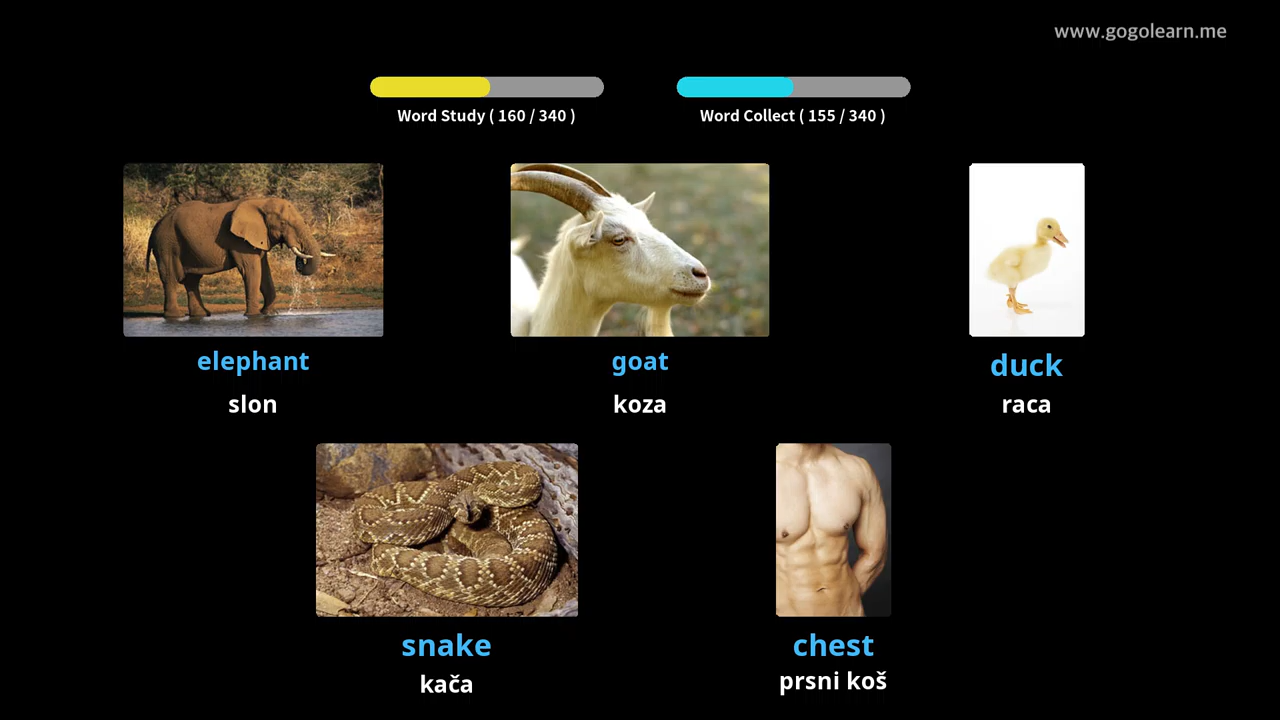 www.gogolearn.me
Word Study ( 160 / 340 )
Word Collect ( 155 / 340 )
elephant
slon
goat
koza
duck
raca
snake
kača
chest
prsni koš